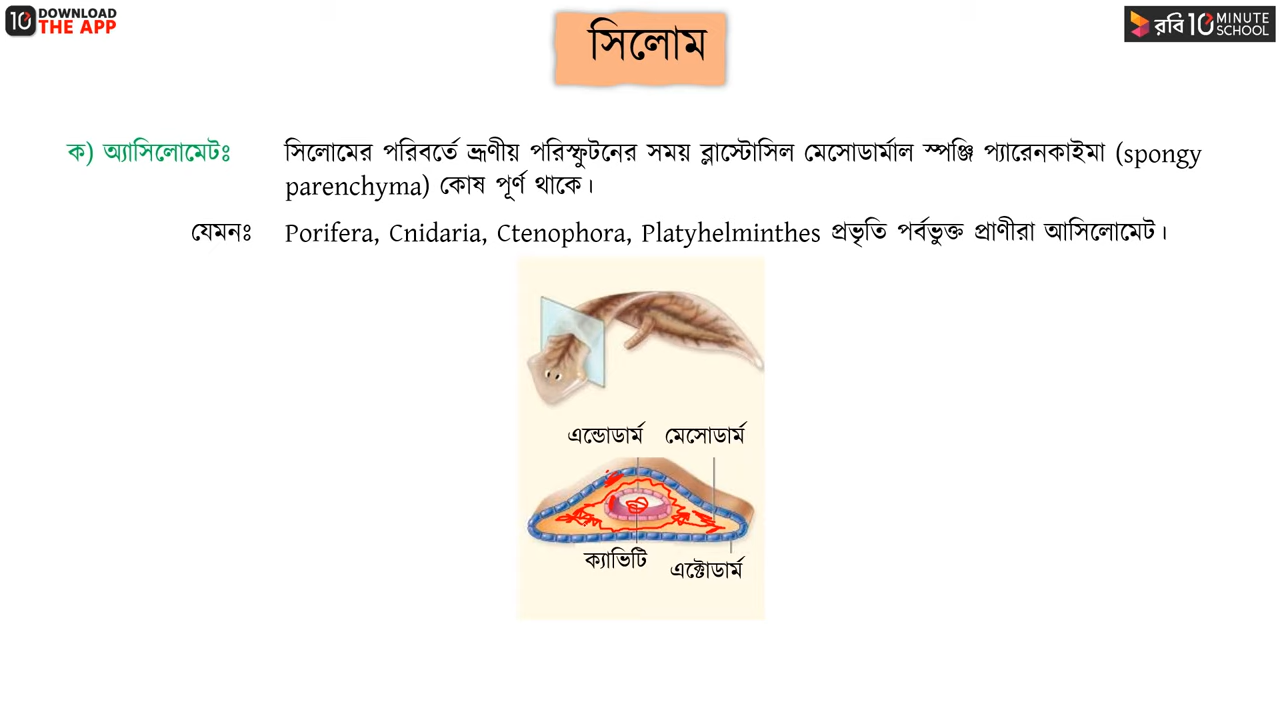 10 DOWNLOAD THE APP
রবি 10 MINUTE SCHOOL
সিলোম
ক) অ্যাসিলোমেটঃ সিলোমের পরিবর্তে ভ্রূণীয় পরিস্ফুটনের সময় ব্লাস্টোসিল মেসোডার্মাল স্পঞ্জি প্যারেনকাইমা (spongy
parenchyma) কোষ পূর্ণ থাকে।
যেমনঃ Porifera, Cnidaria, Ctenophora, Platyhelminthes প্রভৃতি পর্বভুক্ত প্রাণীরা আসিলোমেট।
এন্ডোডার্ম মেসোডার্ম
ক্যাভিটি
এক্টোডার্ম